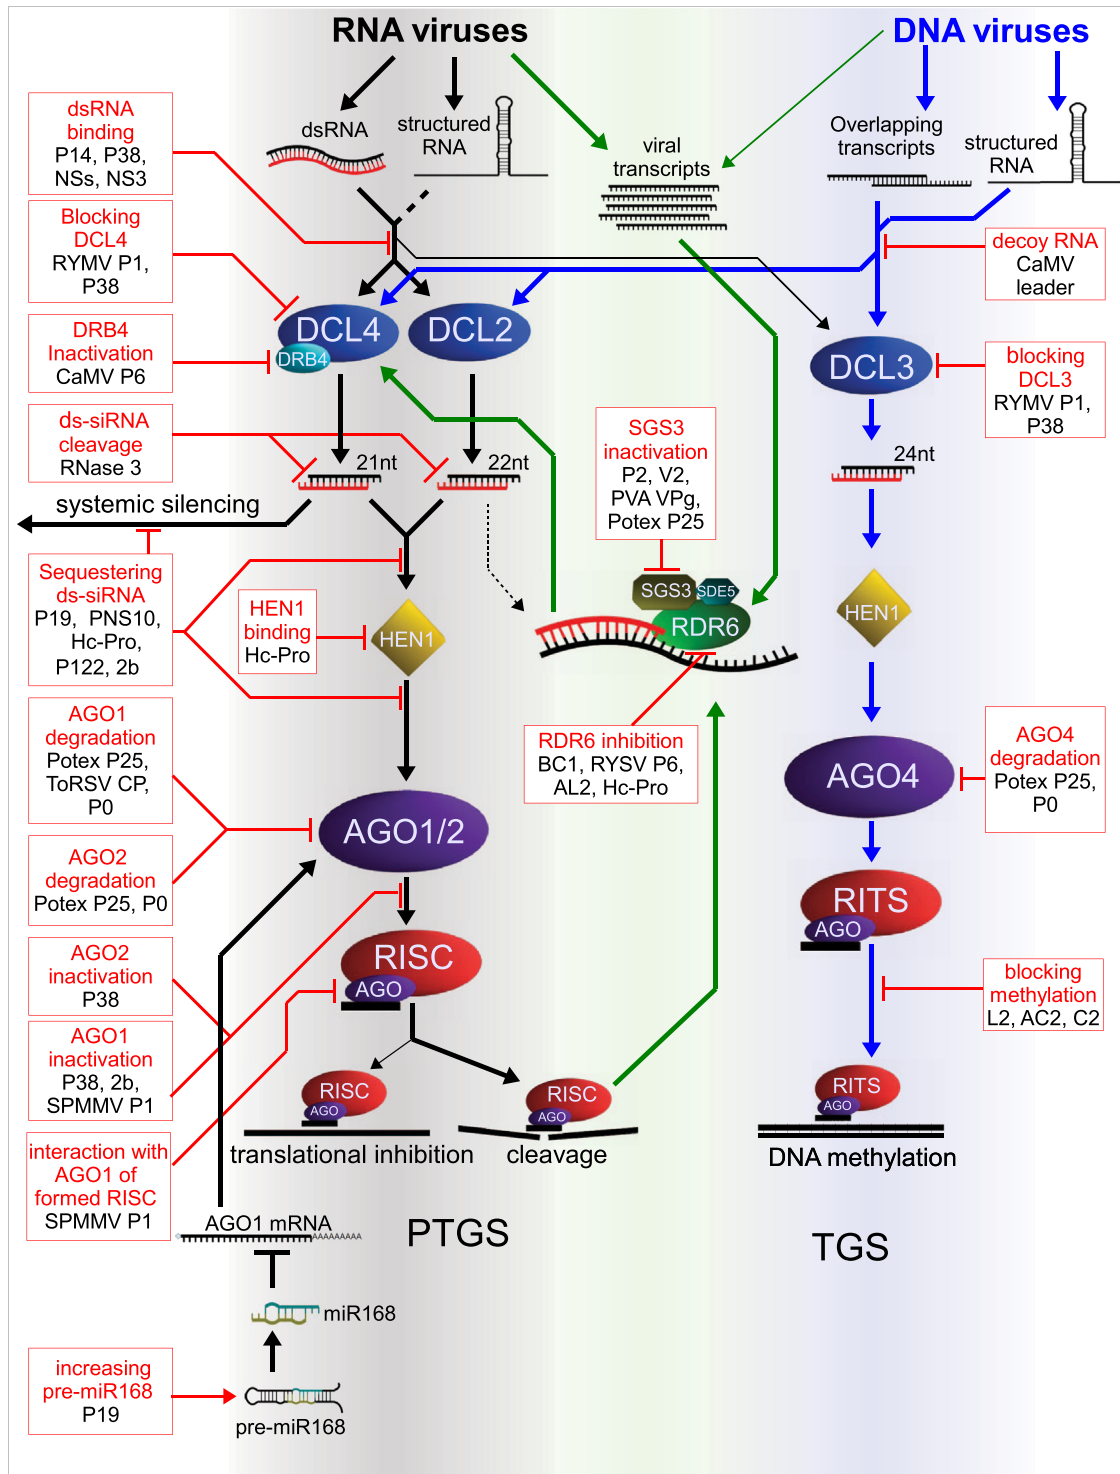 RNA viruses
DNA viruses
dsRNA
binding
P14, P38,
NSs, NS3
dsRNA
structured
RNA
viral
transcripts
Overlapping
transcripts
structured
RNA
Blocking
DCL4
RYMV P1,
P38
decoy RNA
CaMV
leader
DRB4
Inactivation
CaMV P6
DCL4
DRB4
DCL2
DCL3
blocking
DCL3
RYMV P1,
P38
ds-siRNA
cleavage
RNase 3
21nt
22nt
24nt
SGS3
inactivation
P2, V2,
PVA VPg,
Potex P25
systemic silencing
Sequestering
ds-siRNA
P19, PNS10,
Hc-Pro,
P122, 2b
HEN1
binding
Hc-Pro
HEN1
SGS3
SDE5
RDR6
HEN1
AGO1
degradation
Potex P25,
ToRSV CP,
P0
RDR6 inhibition
BC1, RYSV P6,
AL2, Hc-Pro
AGO4
AGO4
degradation
Potex P25,
P0
AGO1/2
AGO2
degradation
Potex P25, P0
RITS
AGO
AGO2
inactivation
P38
RISC
AGO
blocking
methylation
L2, AC2, C2
AGO1
inactivation
P38, 2b,
SPMMV P1
RISC
AGO
translational inhibition
RISC
AGO
cleavage
RITS
AGO
DNA methylation
interaction with
AGO1 of
formed RISC
SPMMV P1
AGO1 mRNA
AAAAAAAAA
PTGS
TGS
miR168
increasing
pre-miR168
P19
pre-miR168